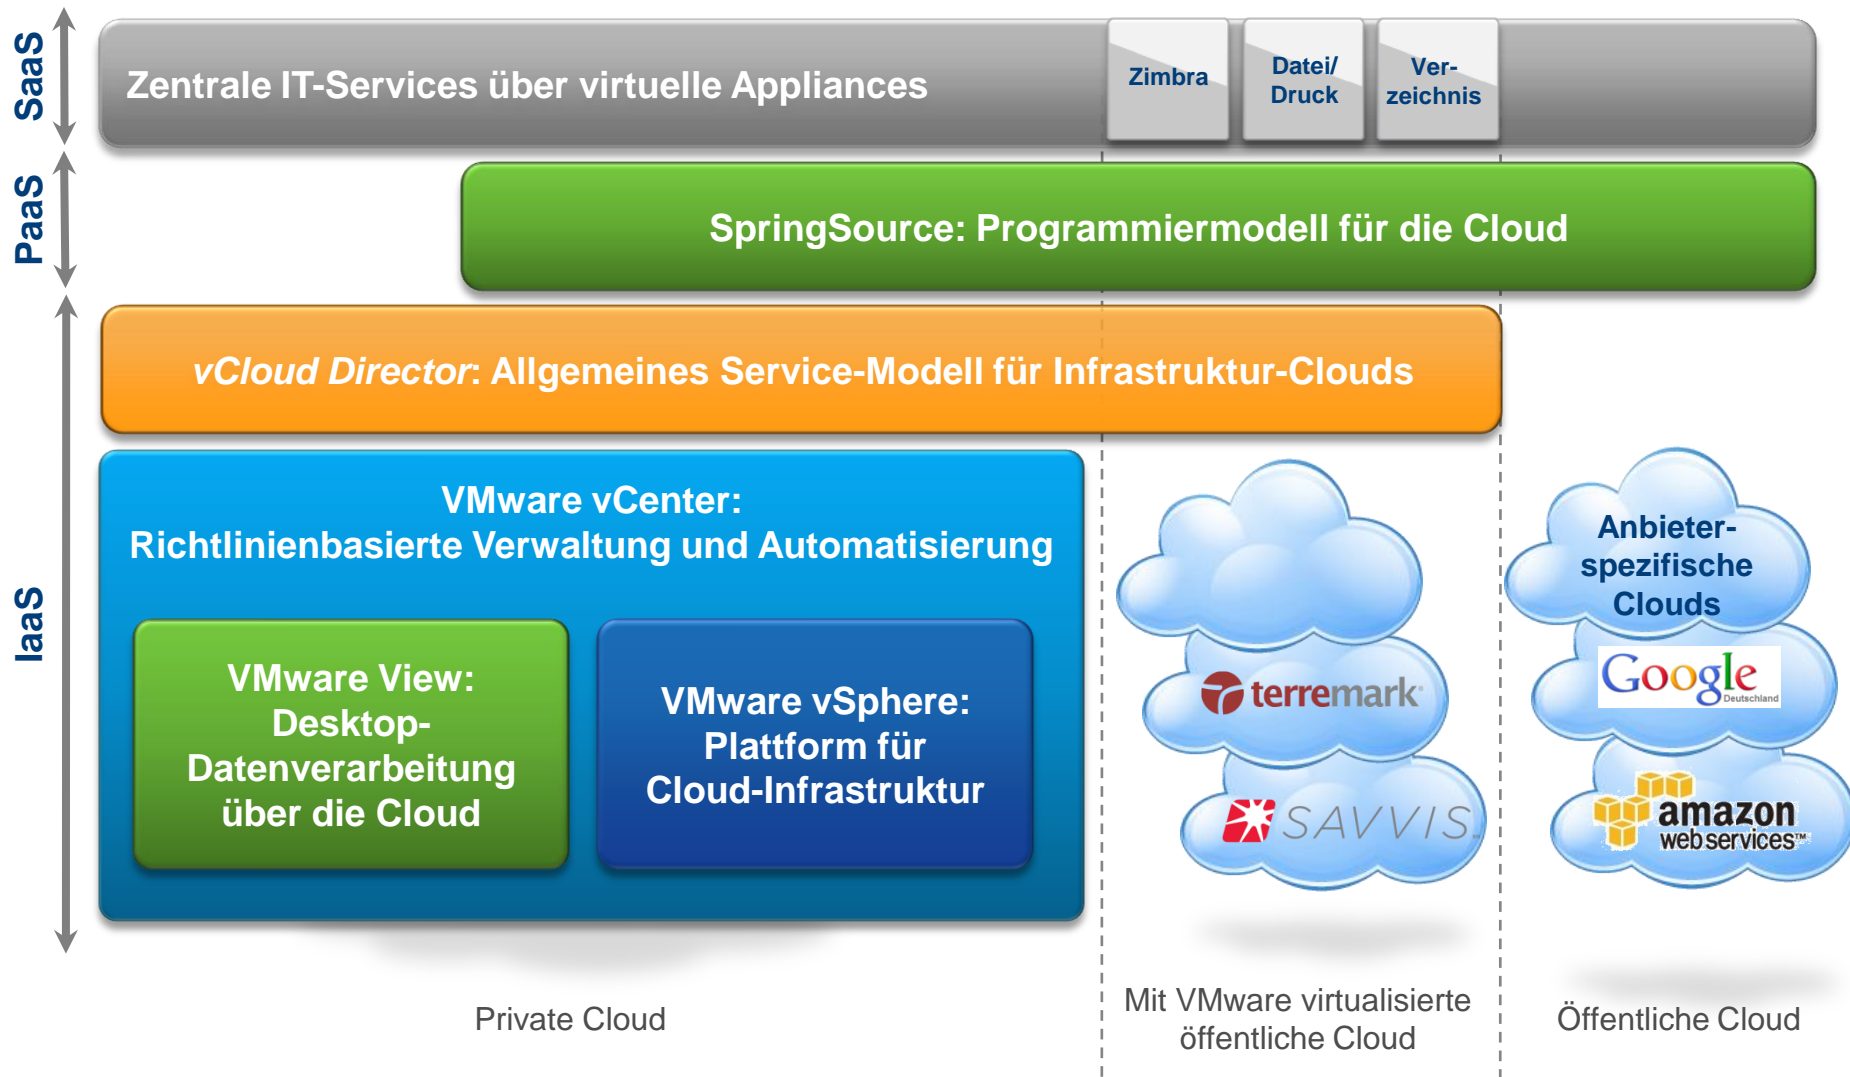 SaaS
Zentrale IT-Services über virtuelle Appliances
Zimbra
Datei/
Druck
Ver-
zeichnis
PaaS
SpringSource: Programmiermodell für die Cloud
IaaS
vCloud Director: Allgemeines Service-Modell für Infrastruktur-Clouds
VMware vCenter:
Richtlinienbasierte Verwaltung und Automatisierung
VMware View:
Desktop-
Datenverarbeitung
über die Cloud
VMware vSphere:
Plattform für
Cloud-Infrastruktur
terremark
SAVVIS
Anbieter-
spezifische
Clouds
Google
Deutschland
amazon
webservices™
Private Cloud
Mit VMware virtualisierte
öffentliche Cloud
Öffentliche Cloud